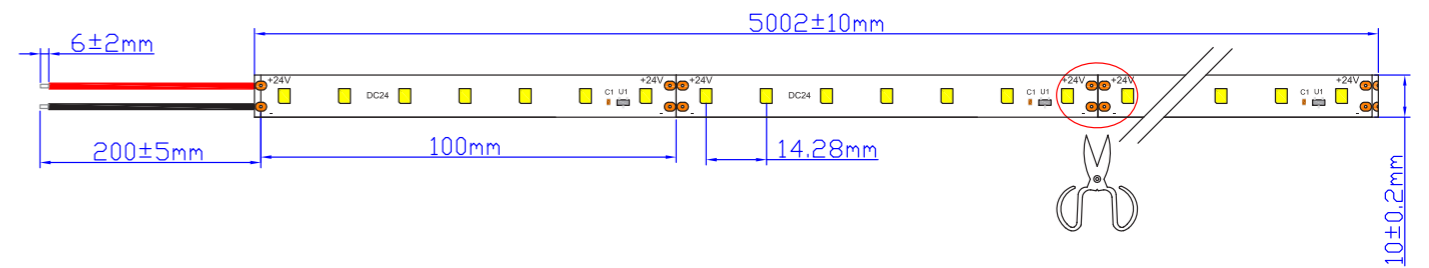 5002±10mm
6±2mm
+24V +24V +24V +24V +24V +24V
DC24 C1 U1 DC24 C1 U1 C1 U1
- - - - - -
200±5mm 100mm 14.28mm
10±0.2mm